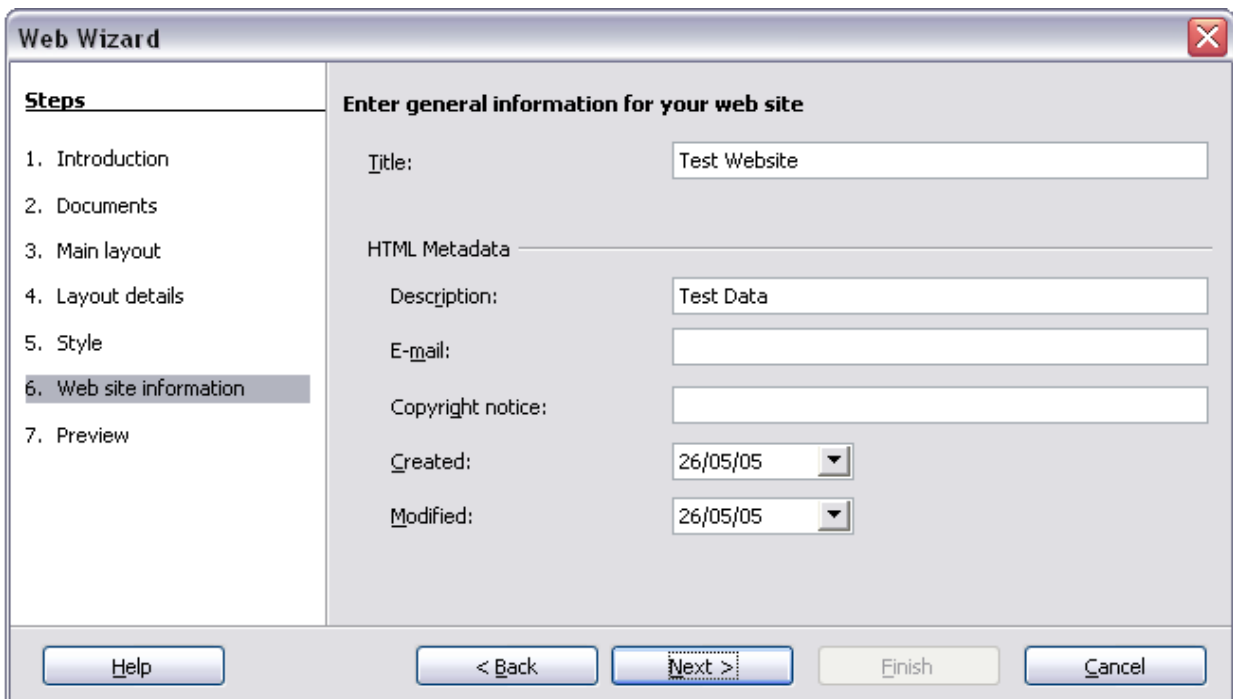 Web Wizard
Steps
1. Introduction
2. Documents
3. Main layout
4. Layout details
5. Style
6. Web site information
7. Preview
Enter general information for your web site
Title: Test Website
HTML Metadata
Description: Test Data
E-mail:
Copyright notice:
Created: 26/05/05
Modified: 26/05/05
Help < Back Next > Finish Cancel